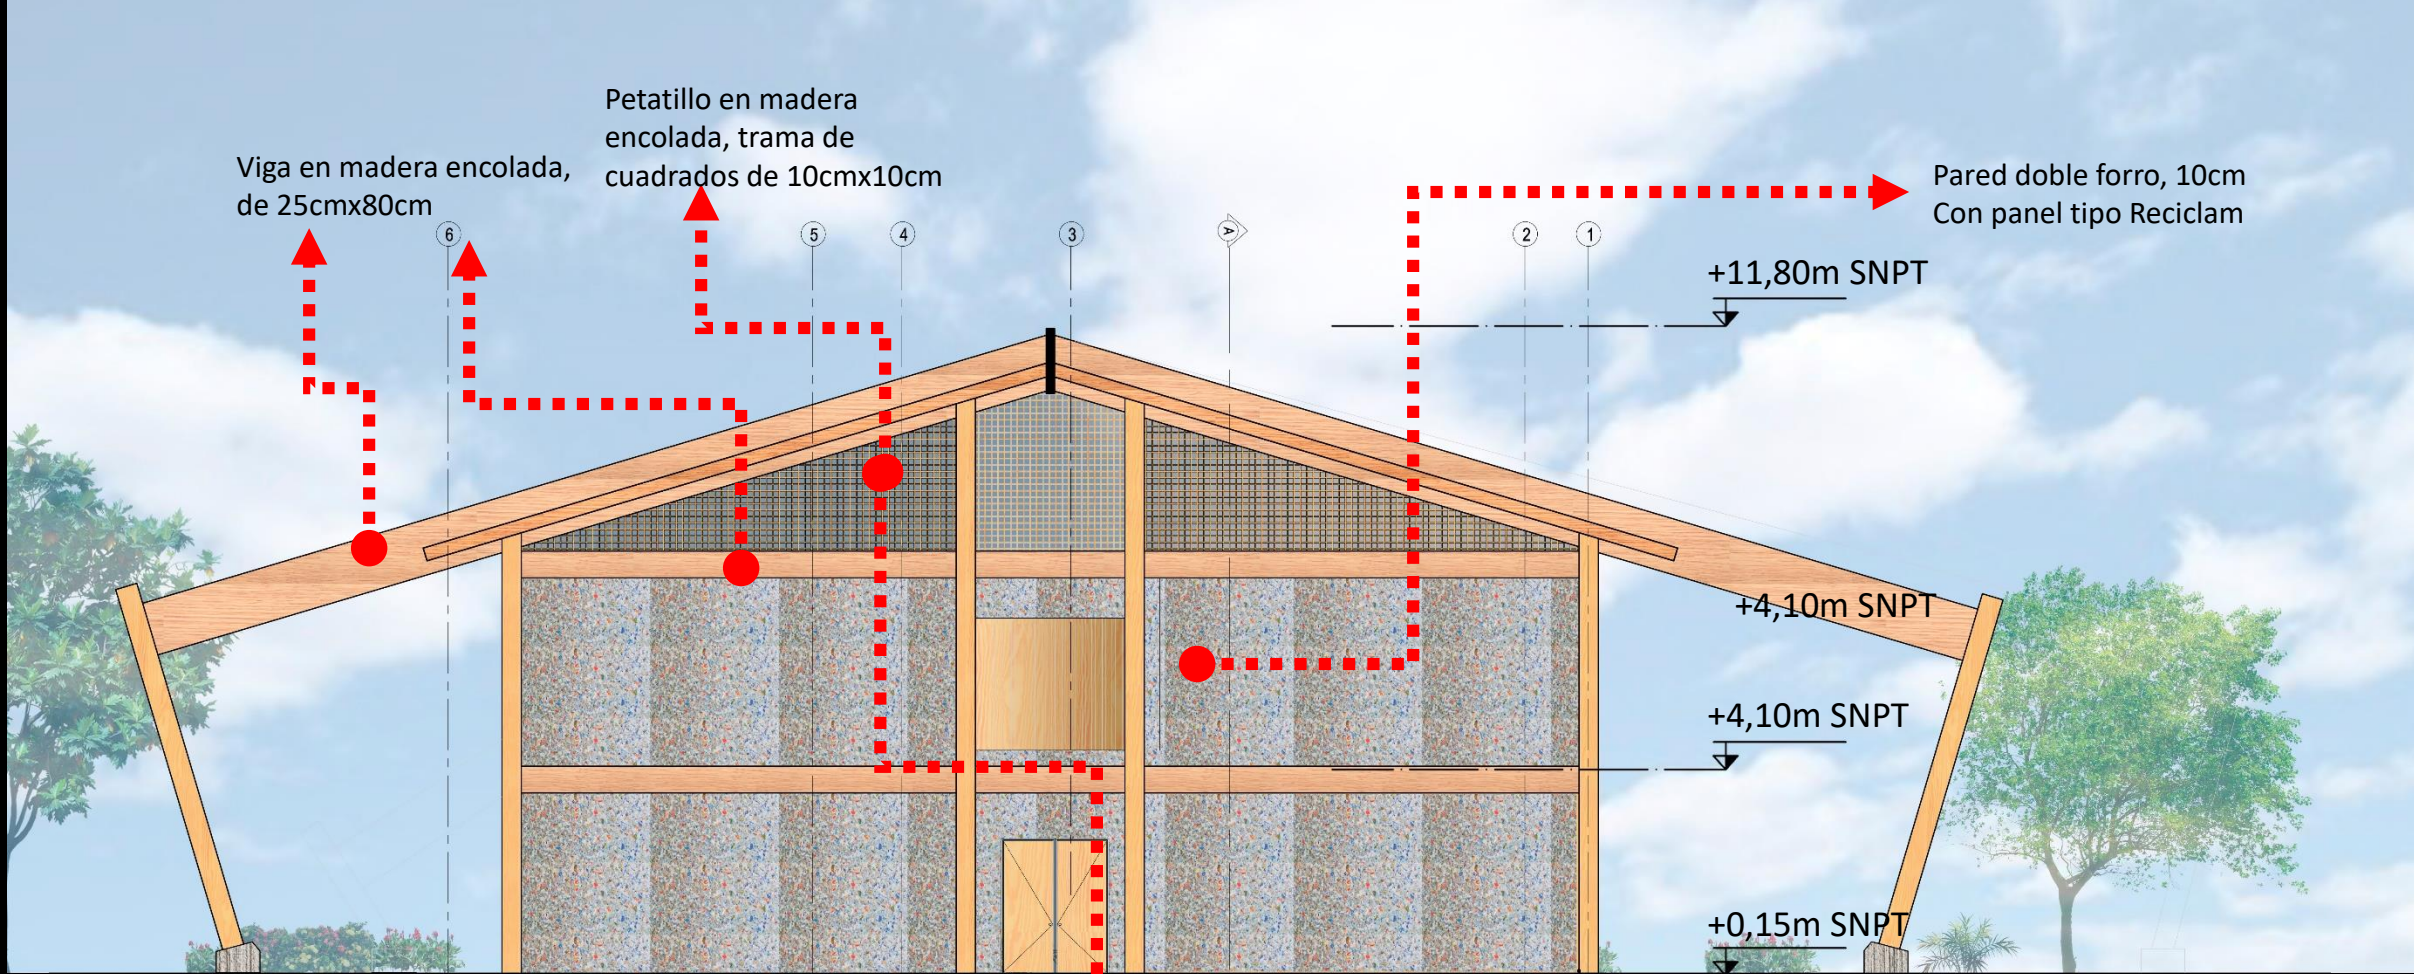 Petatillo en madera
encolada, trama de
cuadrados de 10cmx10cm
Viga en madera encolada,
de 25cmx80cm
Pared doble forro, 10cm
Con panel tipo Reciclam
6
5
4
3
A
2
1
+11,80m SNPT
+4,10m SNPT
+4,10m SNPT
+0,15m SNPT